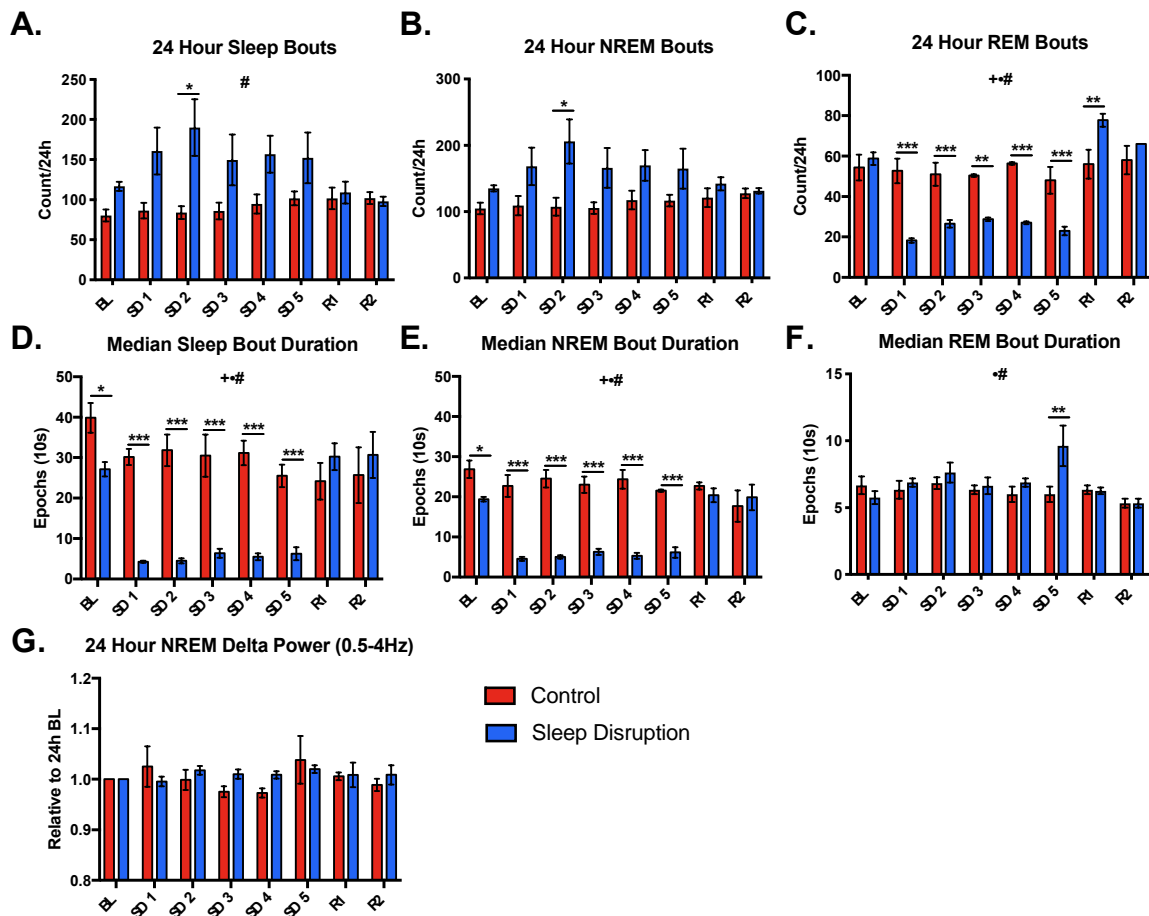 A.
24 Hour Sleep Bouts
Count/24h
250
200
150
100
50
0
* #
BL SD 1 SD 2 SD 3 SD 4 SD 5 R1 R2
B.
24 Hour NREM Bouts
Count/24h
300
200
100
0
*
BL SD 1 SD 2 SD 3 SD 4 SD 5 R1 R2
C.
24 Hour REM Bouts
Count/24h
100
80
60
40
20
0
+•#
*** *** ** *** *** **
BL SD 1 SD 2 SD 3 SD 4 SD 5 R1 R2
D.
Median Sleep Bout Duration
Epochs (10s)
50
40
30
20
10
0
+•#
* *** *** *** *** ***
BL SD 1 SD 2 SD 3 SD 4 SD 5 R1 R2
E.
Median NREM Bout Duration
Epochs (10s)
50
40
30
20
10
0
+•#
* *** *** *** *** ***
BL SD 1 SD 2 SD 3 SD 4 SD 5 R1 R2
F.
Median REM Bout Duration
Epochs (10s)
15
10
5
0
•#
**
BL SD 1 SD 2 SD 3 SD 4 SD 5 R1 R2
G.
24 Hour NREM Delta Power (0.5-4Hz)
Relative to 24h BL
1.2
1.1
1.0
0.9
0.8
BL SD 1 SD 2 SD 3 SD 4 SD 5 R1 R2
Control
Sleep Disruption